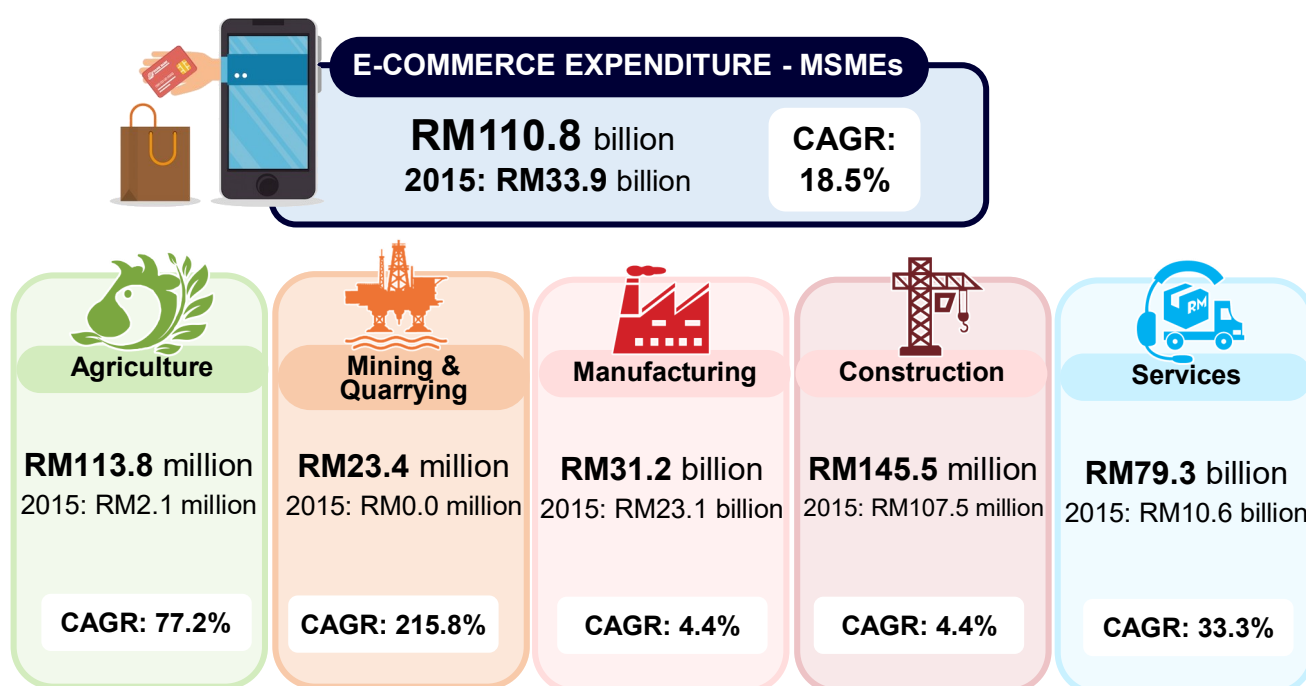 E-COMMERCE EXPENDITURE - MSMEs
RM110.8 billion
2015: RM33.9 billion
CAGR:
18.5%
Agriculture
RM113.8 million
2015: RM2.1 million
CAGR: 77.2%
Mining &
Quarrying
RM23.4 million
2015: RM0.0 million
CAGR: 215.8%
Manufacturing
RM31.2 billion
2015: RM23.1 billion
CAGR: 4.4%
Construction
RM145.5 million
2015: RM107.5 million
CAGR: 4.4%
RM
Services
RM79.3 billion
2015: RM10.6 billion
CAGR: 33.3%